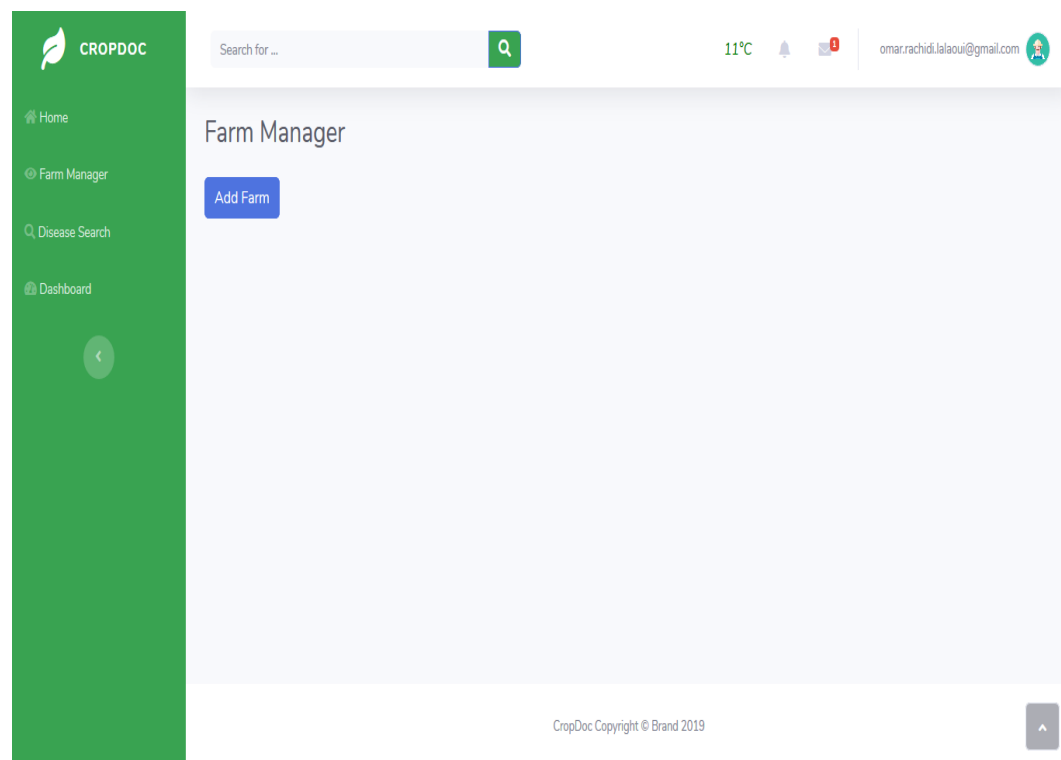 CROPDOC
Search for ...
11°C
1
omar.rachidi.lalaoui@gmail.com
Home
Farm Manager
Disease Search
Dashboard
Farm Manager
Add Farm
CropDoc Copyright © Brand 2019